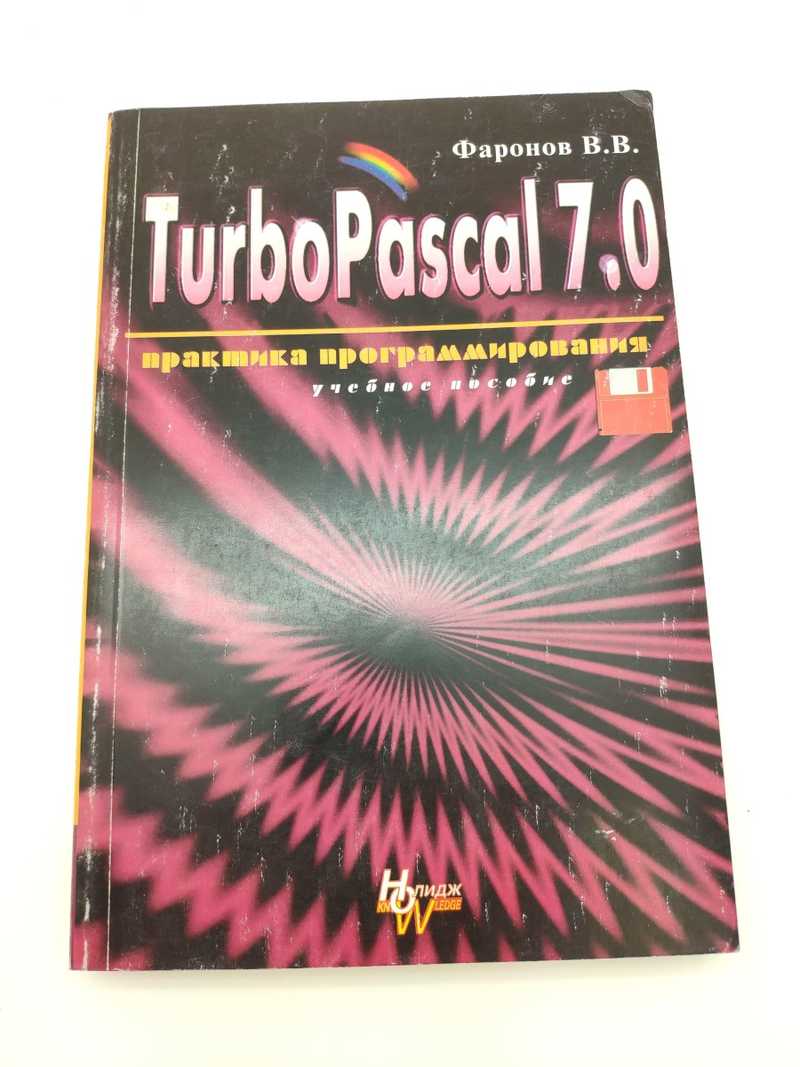 Фаронов В.В.
TurboPascal 7.0
практика программирования
учебное пособие
Нолидж
KNOWLEDGE